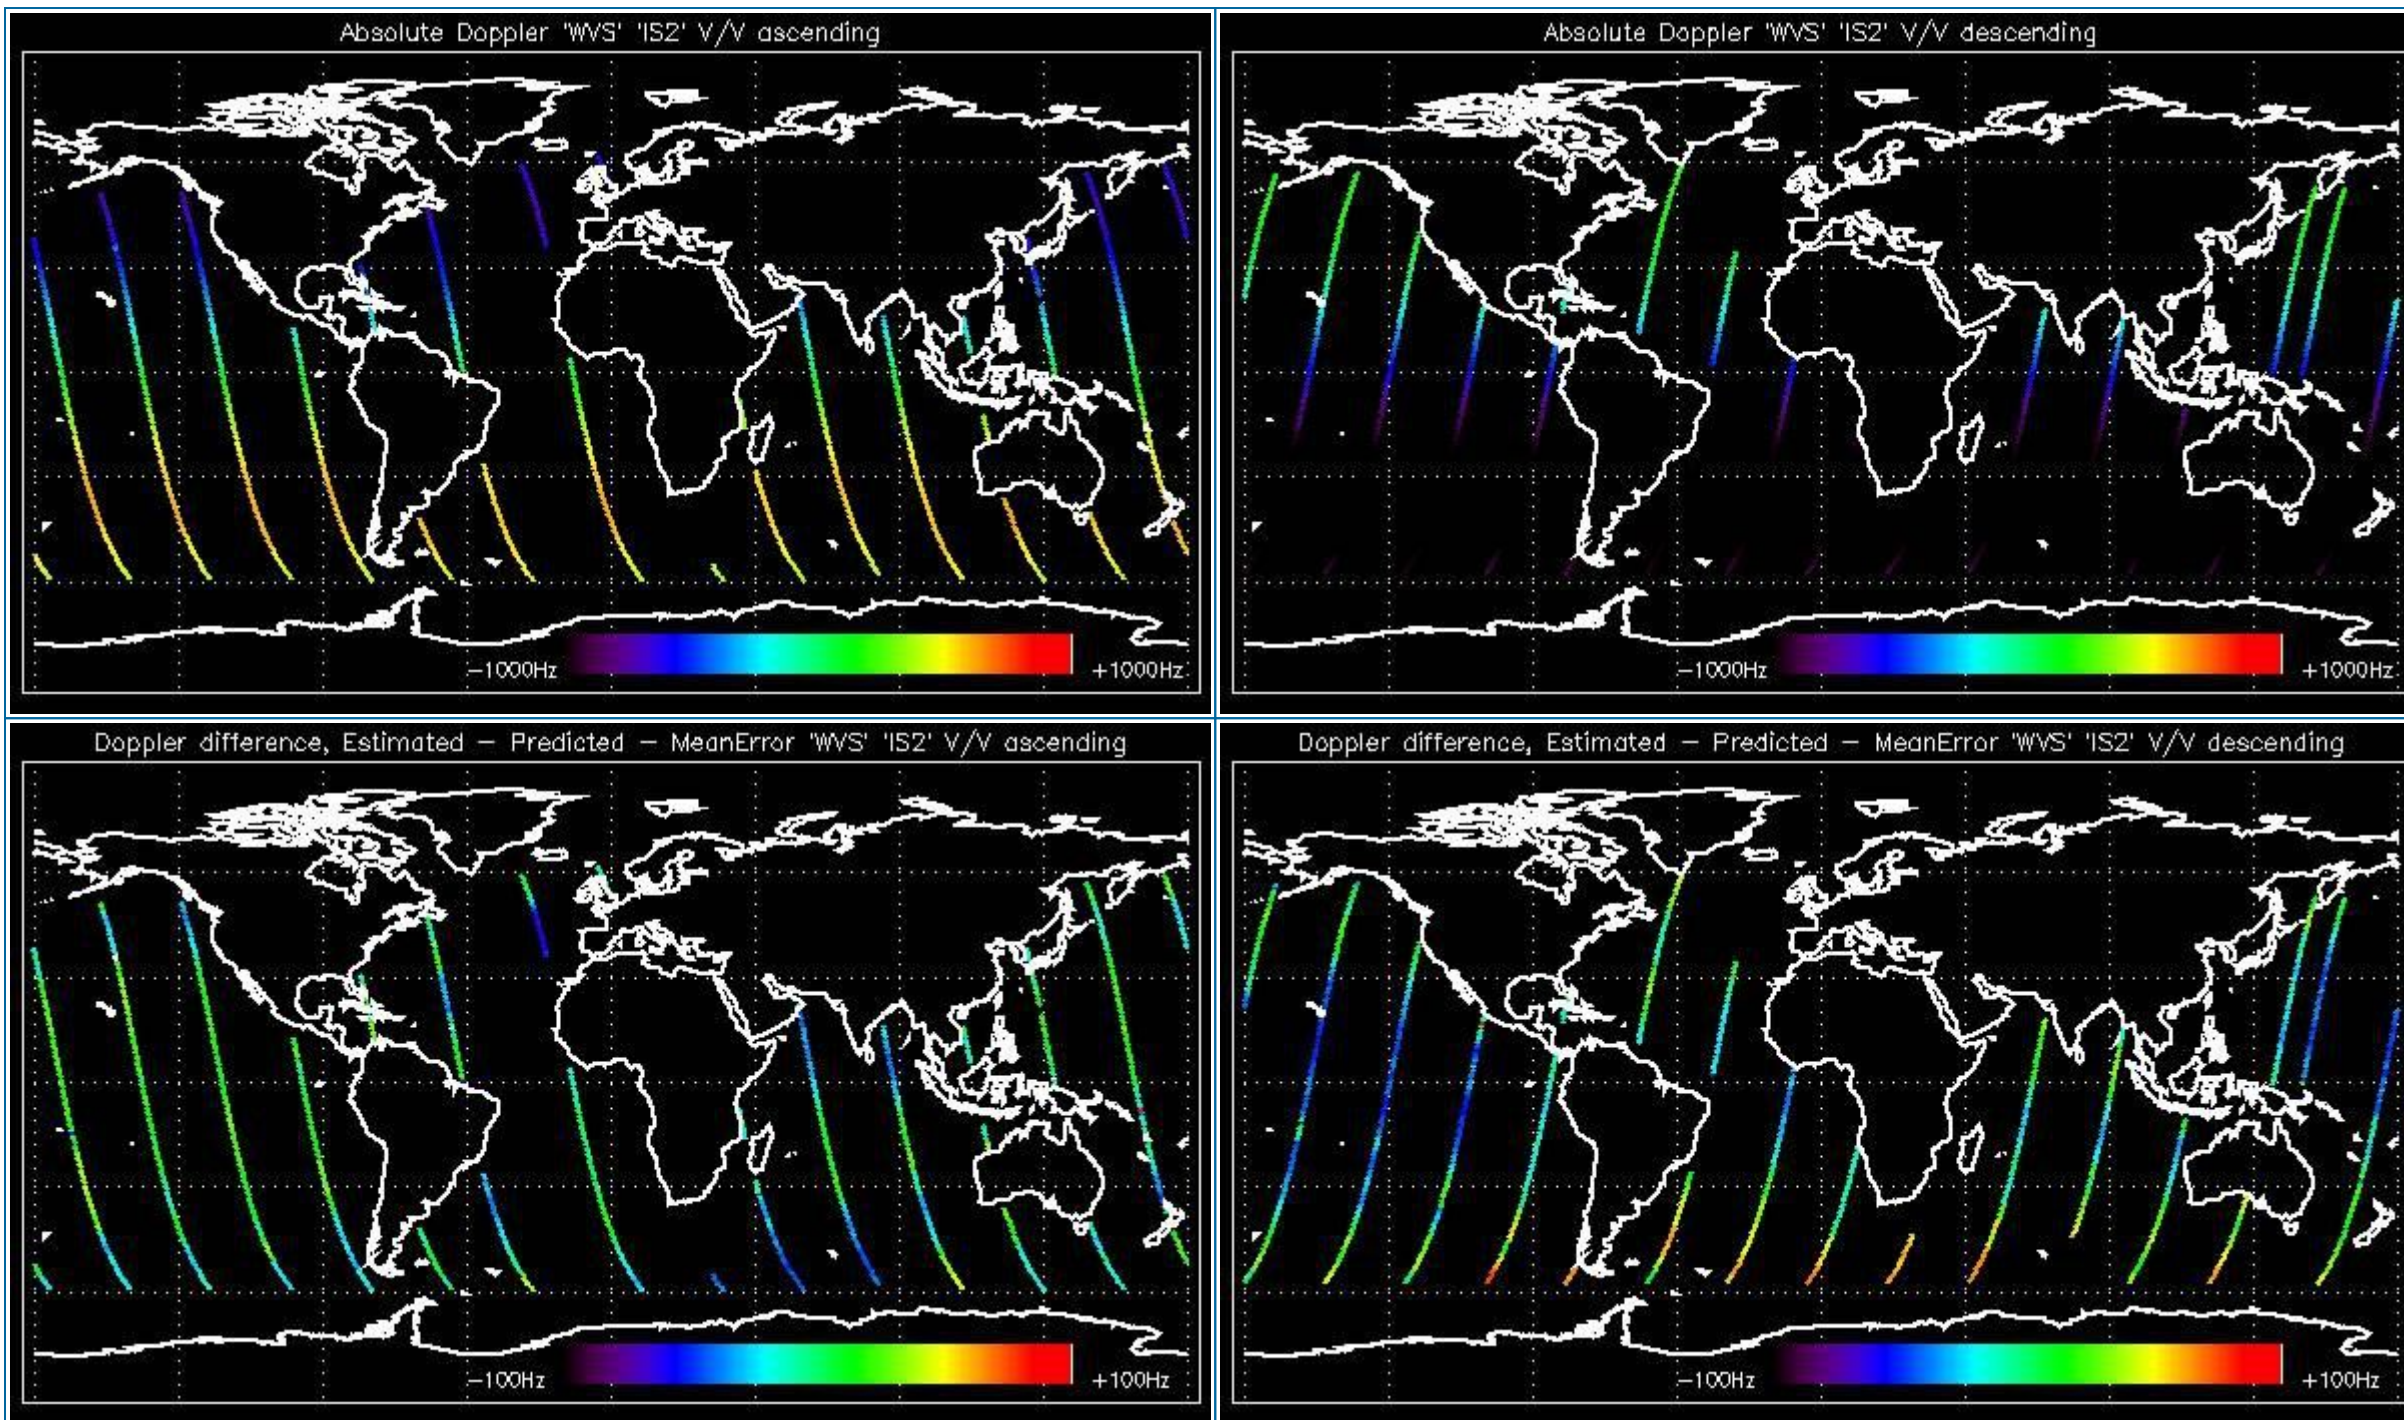 Absolute Doppler 'WVS' 'IS2' V/V ascending
-1000Hz
+1000Hz
Absolute Doppler 'WVS' 'IS2' V/V descending
-1000Hz
+1000Hz
Doppler difference, Estimated - Predicted - MeanError 'WVS' 'IS2' V/V ascending
-100Hz
+100Hz
Doppler difference, Estimated - Predicted - MeanError 'WVS' 'IS2' V/V descending
-100Hz
+100Hz